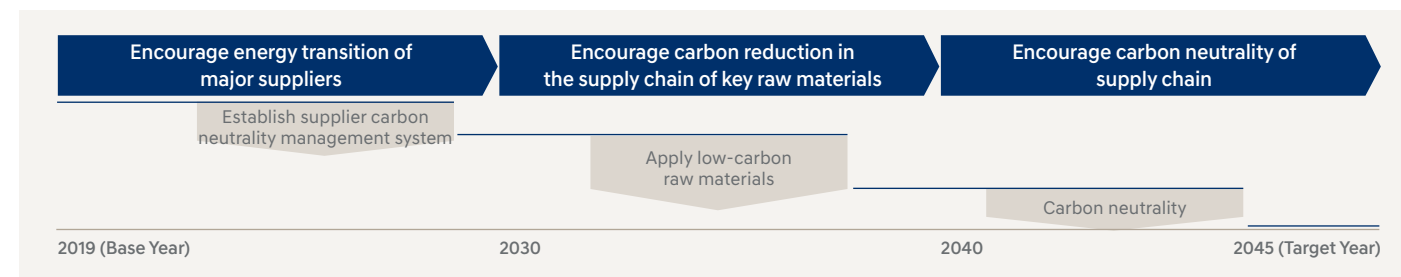 Encourage energy transition of
major suppliers
Encourage carbon reduction in
the supply chain of key raw materials
Encourage carbon neutrality of
supply chain
Establish supplier carbon
neutrality management system
Apply low-carbon
raw materials
Carbon neutrality
2019 (Base Year)
2030
2040
2045 (Target Year)